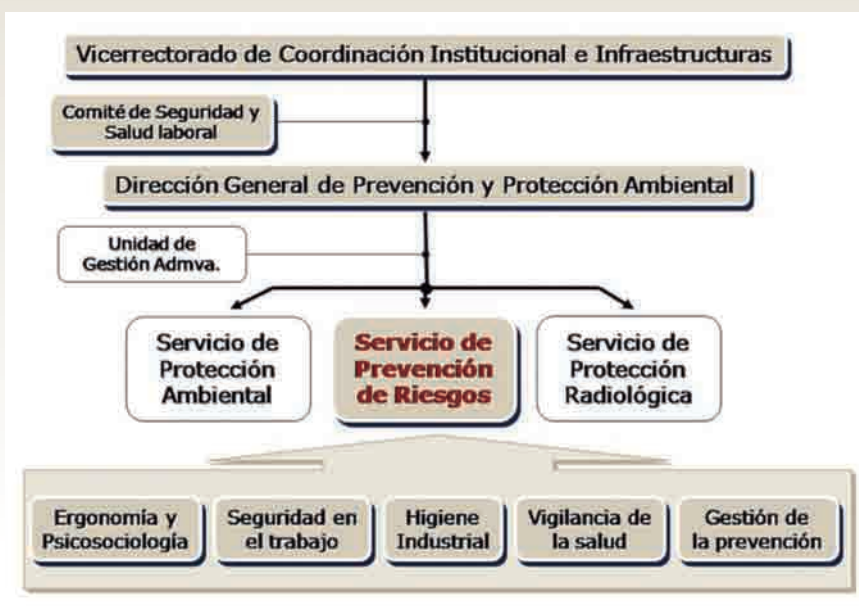 Vicerrectorado de Coordinación Institucional e Infraestructuras
Comité de Seguridad y
Salud laboral
Dirección General de Prevención y Protección Ambiental
Unidad de
Gestión Admva.
Servicio de
Protección
Ambiental
Servicio de
Prevención
de Riesgos
Servicio de
Protección
Radiológica
Ergonomía y
Psicosociología
Seguridad en
el trabajo
Higiene
Industrial
Vigilancia de
la salud
Gestión de
la prevención